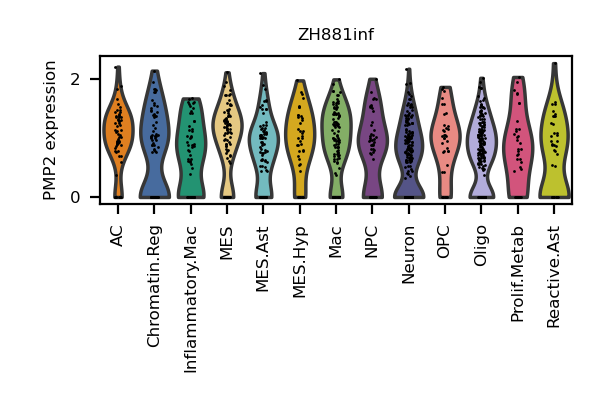 ZH881inf
PMP2 expression
2
0
AC
Chromatin.Reg
Inflammatory.Mac
MES
MES.Ast
MES.Hyp
Mac
NPC
Neuron
OPC
Oligo
Prolif.Metab
Reactive.Ast